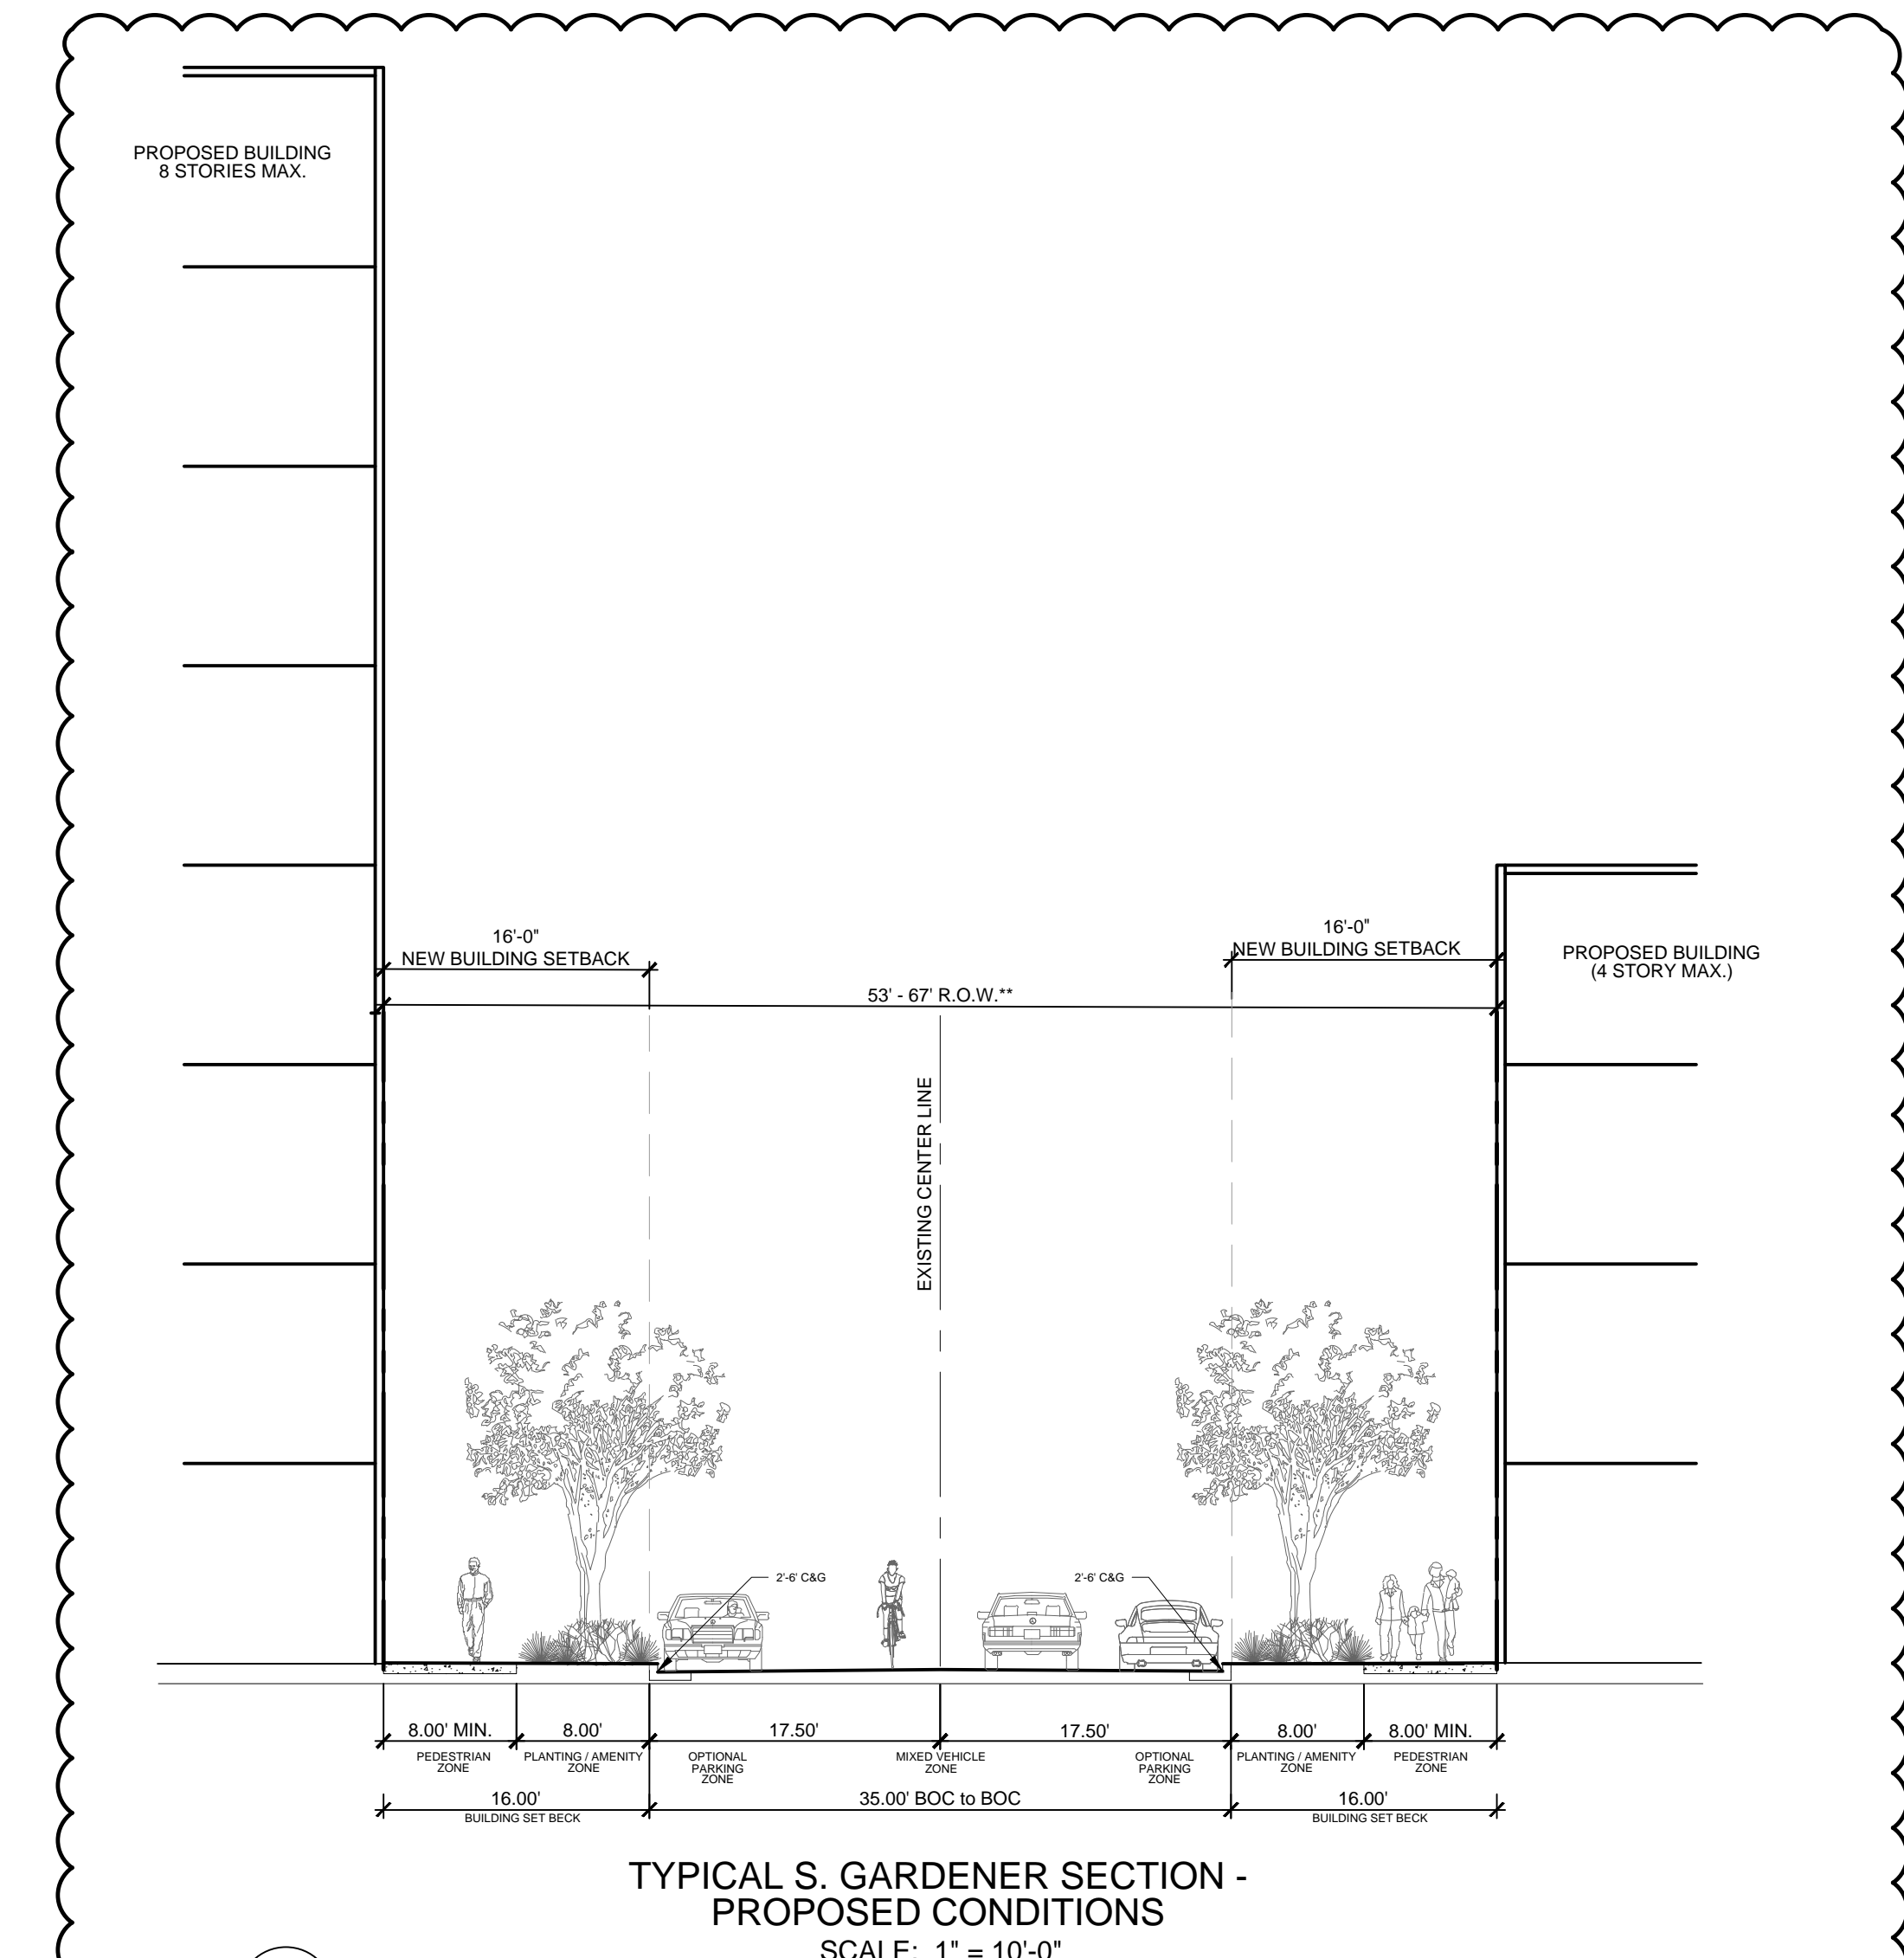 PROPOSED BUILDING
8 STORIES MAX.
16'-0"
NEW BUILDING SETBACK
16'-0"
NEW BUILDING SETBACK
PROPOSED BUILDING
(4 STORY MAX.)
53' - 67' R.O.W.**
EXISTING CENTER LINE
2'-6' C&G
2'-6' C&G
8.00' MIN.
8.00'
17.50'
17.50'
8.00'
8.00' MIN.
PEDESTRIAN
ZONE
PLANTING / AMENITY
ZONE
OPTIONAL
PARKING
ZONE
MIXED VEHICLE
ZONE
OPTIONAL
PARKING
ZONE
PLANTING / AMENITY
ZONE
PEDESTRIAN
ZONE
16.00'
35.00' BOC to BOC
16.00'
BUILDING SET BECK
BUILDING SET BECK
TYPICAL S. GARDENER SECTION -
PROPOSED CONDITIONS
SCALE: 1" = 10'-0"